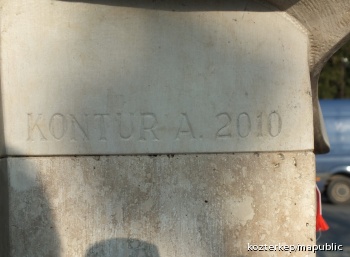 KONTUR A. 2010
kozterkep/mapublic